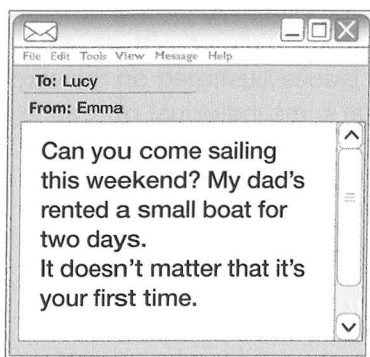 File Edit Tools View Message Help
To: Lucy
From: Emma
Can you come sailing
this weekend? My dad's
rented a small boat for
two days.
It doesn't matter that it's
your first time.